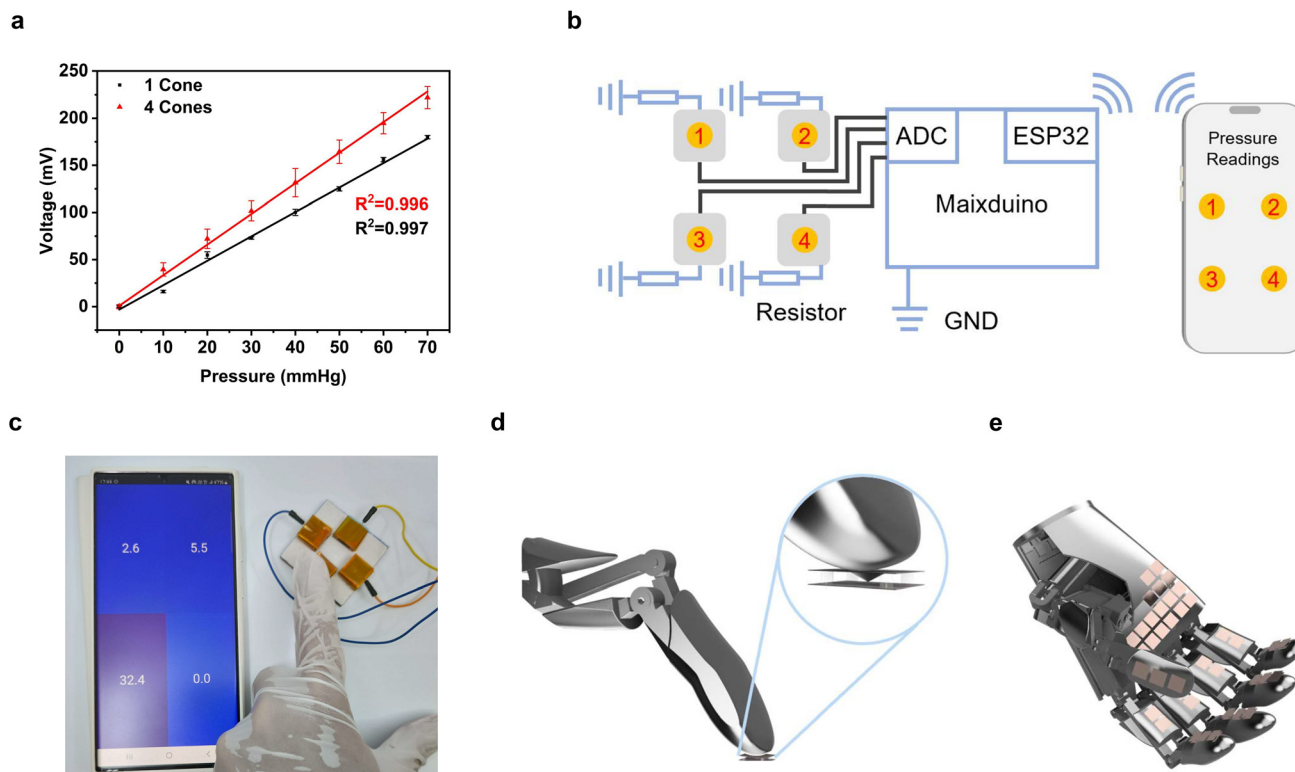 a
250
200
150
100
50
0
Voltage (mV)
1 Cone
4 Cones
R²=0.996
R²=0.997
0 10 20 30 40 50 60 70
Pressure (mmHg)
b
1
2
3
4
Resistor
ADC
ESP32
Maixduino
GND
Pressure
Readings
1 2
3 4
c
2.6 5.5
32.4 0.0
d
e